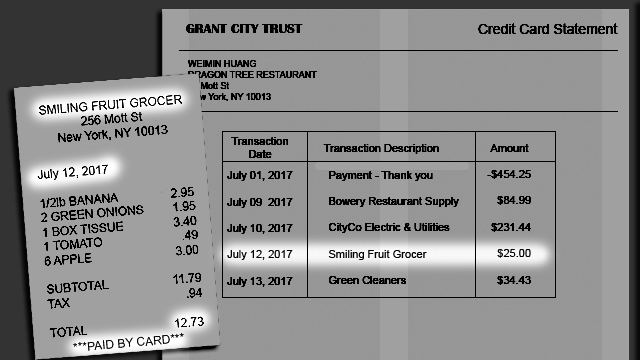 GRANT CITY TRUST
Credit Card Statement
WEIMIN HUANG
DRAGON TREE RESTAURANT
Mott St
New York, NY 10013
SMILING FRUIT GROCER
256 Mott St
New York, NY 10013
July 12, 2017
1/2lb BANANA 2.95
2 GREEN ONIONS 1.95
1 BOX TISSUE 3.40
1 TOMATO .49
6 APPLE 3.00
SUBTOTAL 11.79
TAX .94
TOTAL 12.73
***PAID BY CARD***
Transaction Date Transaction Description Amount
July 01, 2017 Payment - Thank you -$454.25
July 09 2017 Bowery Restaurant Supply $84.99
July 10, 2017 CityCo Electric & Utilities $231.44
July 12, 2017 Smiling Fruit Grocer $25.00
July 13, 2017 Green Cleaners $34.43